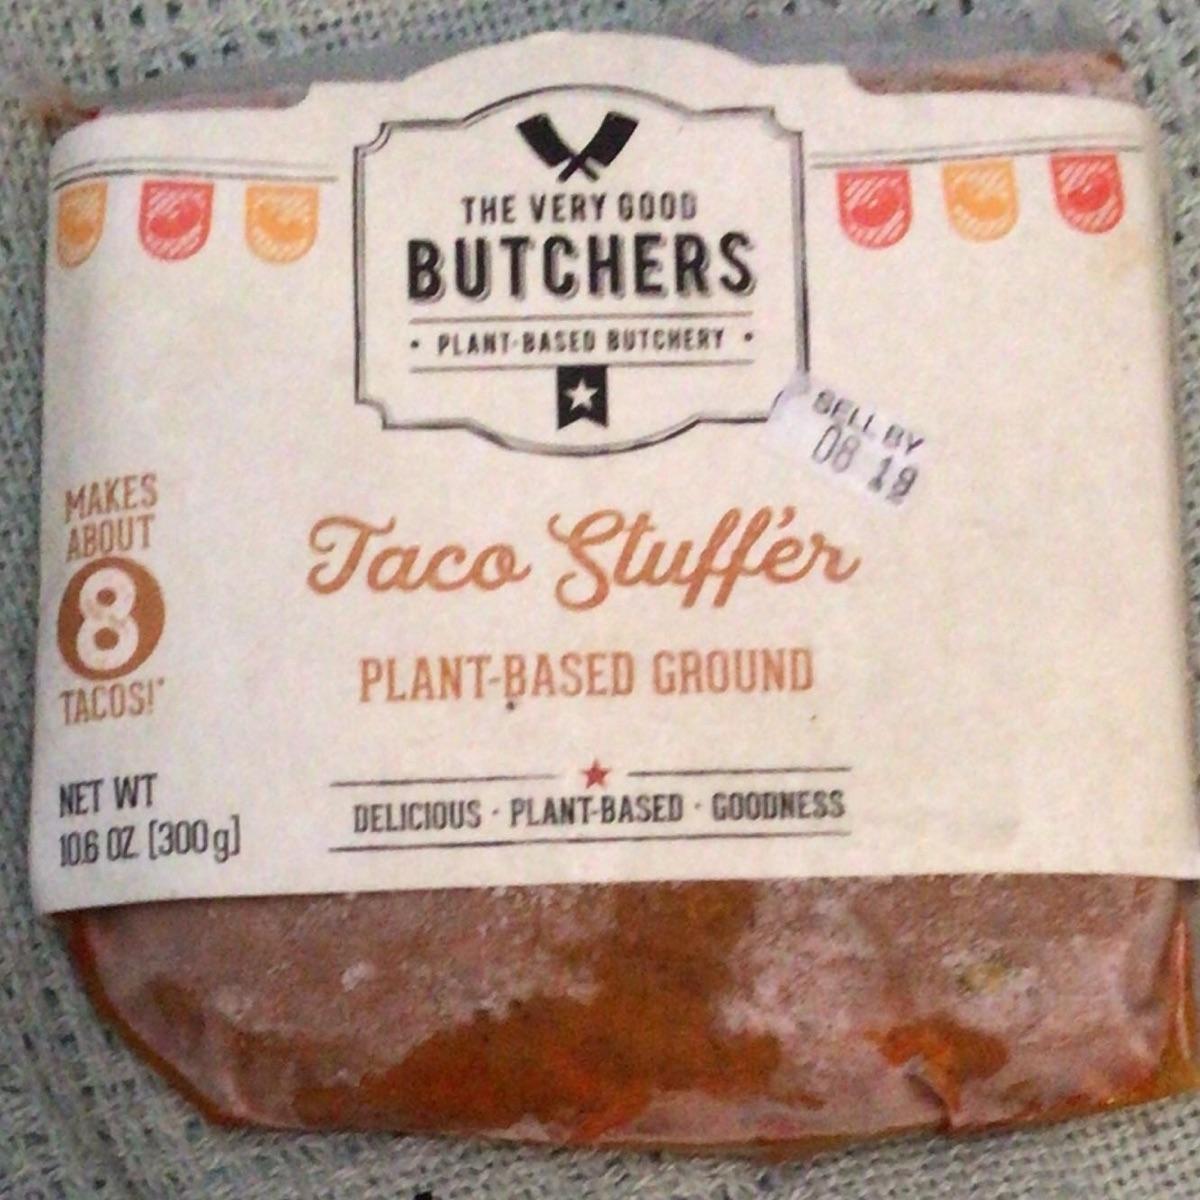 THE VERY GOOD
BUTCHERS
• PLANT-BASED BUTCHERY •
SELL BY
08 19
MAKES
ABOUT
8
TACOS!*
Taco Stuff'er
PLANT-BASED GROUND
NET WT
10.6 OZ. [300g]
DELICIOUS · PLANT-BASED · GOODNESS